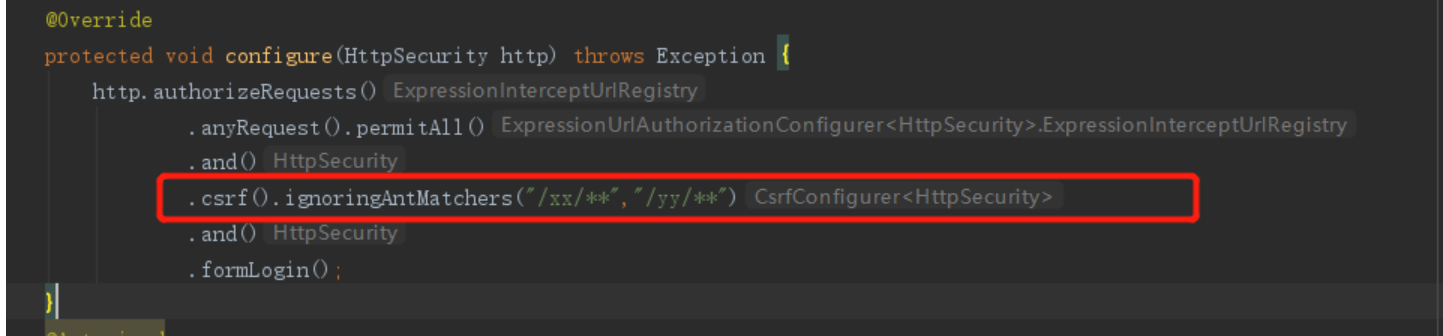 @Override
protected void configure(HttpSecurity http) throws Exception {
http.authorizeRequests() ExpressionInterceptUrlRegistry
.anyRequest().permitAll() ExpressionUrlAuthorizationConfigurer<HttpSecurity>.ExpressionInterceptUrlRegistry
.and() HttpSecurity
.csrf().ignoringAntMatchers("/xx/**","/yy/**") CsrfConfigurer<HttpSecurity>
.and() HttpSecurity
.formLogin();
}